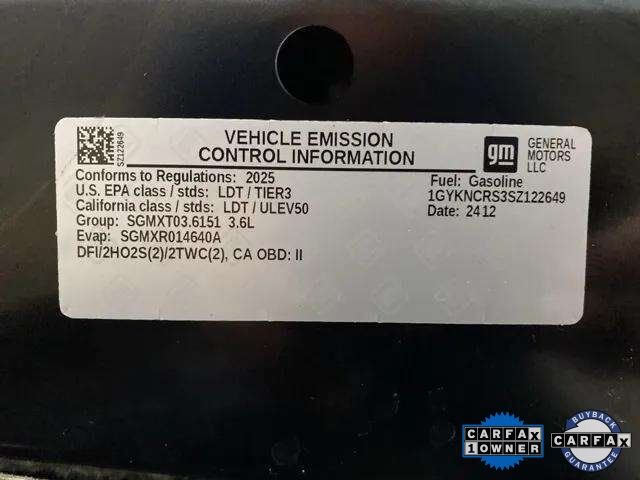 SZ122649
VEHICLE EMISSION
CONTROL INFORMATION
gm
GENERAL
MOTORS
LLC
Conforms to Regulations: 2025
U.S. EPA class / stds: LDT / TIER3
California class / stds: LDT / ULEV50
Group: SGMXT03.6151 3.6L
Evap: SGMXR014640A
DFI/2HO2S(2)/2TWC(2), CA OBD: II
Fuel: Gasoline
1GYKNCRS3SZ122649
Date: 2412
CARFAX
1 OWNER
BUYBACK
CARFAX
GUARANTEE